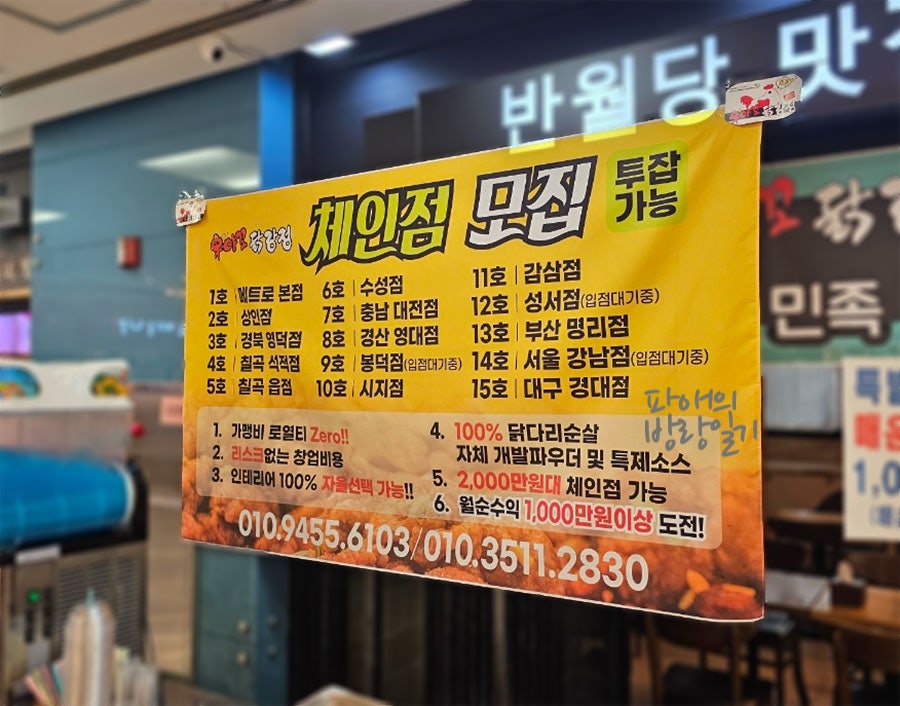 반월당 맛
체인점 모집
투잡
가능
닭강정
1호 메트로 본점
2호 상인점
3호 경북 영덕점
4호 칠곡 석적점
5호 칠곡 읍점
6호 수성점
7호 충남 대전점
8호 경산 영대점
9호 봉덕점(입점대기중)
10호 시지점
11호 감삼점
12호 성서점(입점대기중)
13호 부산 명리점
14호 서울 강남점(입점대기중)
15호 대구 경대점
1. 가맹비 로열티 Zero!!
2. 리스크없는 창업비용
3. 인테리어 100% 자율선택 가능!!
4. 100% 닭다리순살
자체 개발파우더 및 특제소스
5. 2,000만원대 체인점 가능
6. 월순수익 1,000만원이상 도전!
010.9455.6103/010.3511.2830
파애의
방랑일기
민족